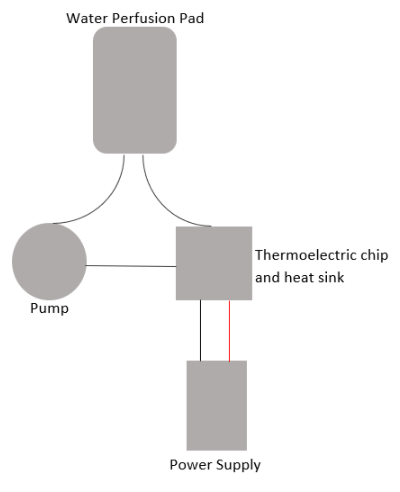 Water Perfusion Pad
Thermoelectric chip
and heat sink
Pump
Power Supply